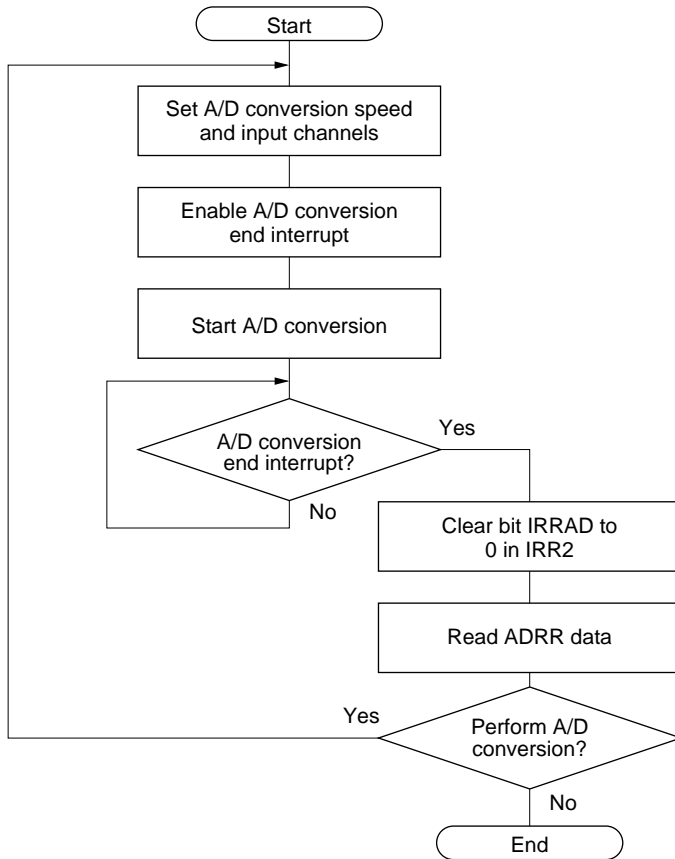 Start
Set A/D conversion speed
and input channels
Enable A/D conversion
end interrupt
Start A/D conversion
A/D conversion
end interrupt?
Yes
No
Clear bit IRRAD to
0 in IRR2
Read ADRR data
Yes
Perform A/D
conversion?
No
End